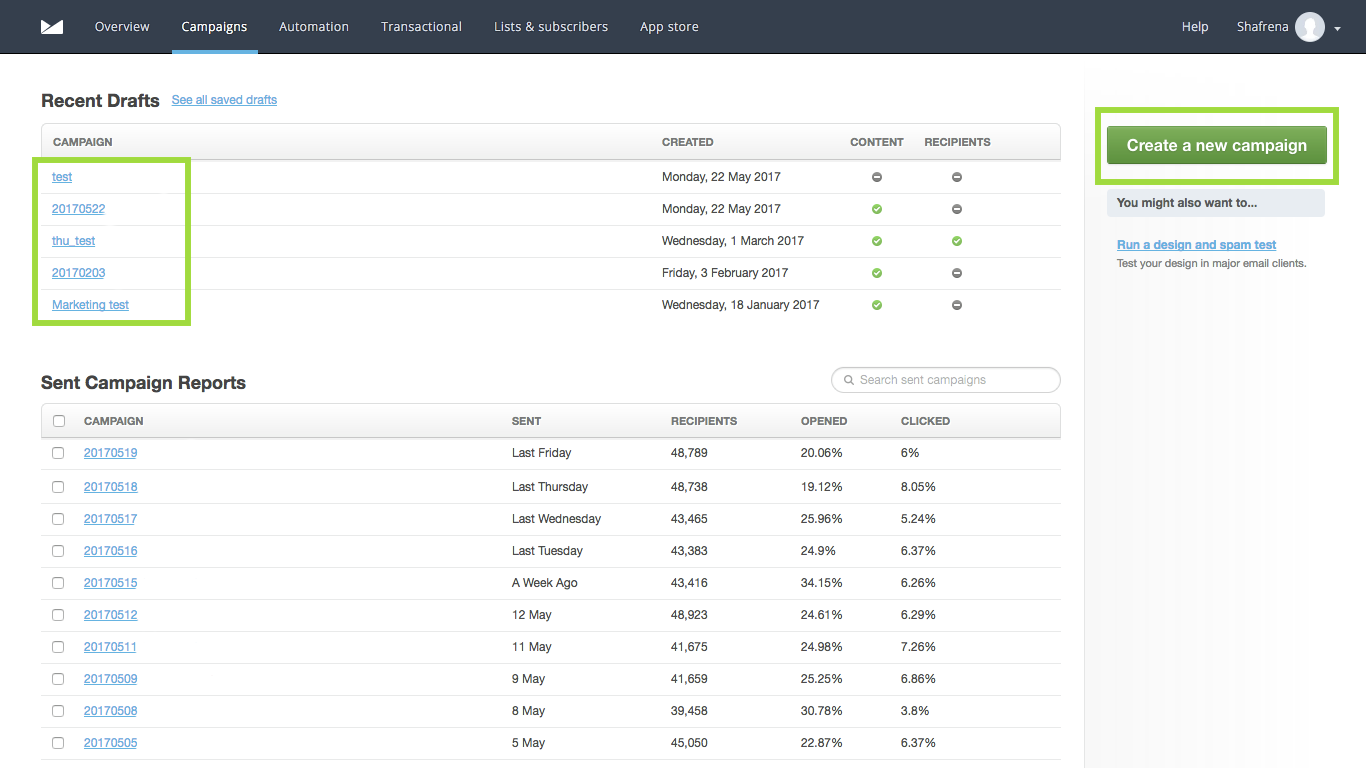 Overview Campaigns Automation Transactional Lists & subscribers App store Help Shafrena
Recent Drafts See all saved drafts
CAMPAIGN CREATED CONTENT RECIPIENTS
test Monday, 22 May 2017
20170522 Monday, 22 May 2017
thu_test Wednesday, 1 March 2017
20170203 Friday, 3 February 2017
Marketing test Wednesday, 18 January 2017
Create a new campaign
You might also want to...
Run a design and spam test
Test your design in major email clients.
Sent Campaign Reports Search sent campaigns
CAMPAIGN SENT RECIPIENTS OPENED CLICKED
20170519 Last Friday 48,789 20.06% 6%
20170518 Last Thursday 48,738 19.12% 8.05%
20170517 Last Wednesday 43,465 25.96% 5.24%
20170516 Last Tuesday 43,383 24.9% 6.37%
20170515 A Week Ago 43,416 34.15% 6.26%
20170512 12 May 48,923 24.61% 6.29%
20170511 11 May 41,675 24.98% 7.26%
20170509 9 May 41,659 25.25% 6.86%
20170508 8 May 39,458 30.78% 3.8%
20170505 5 May 45,050 22.87% 6.37%